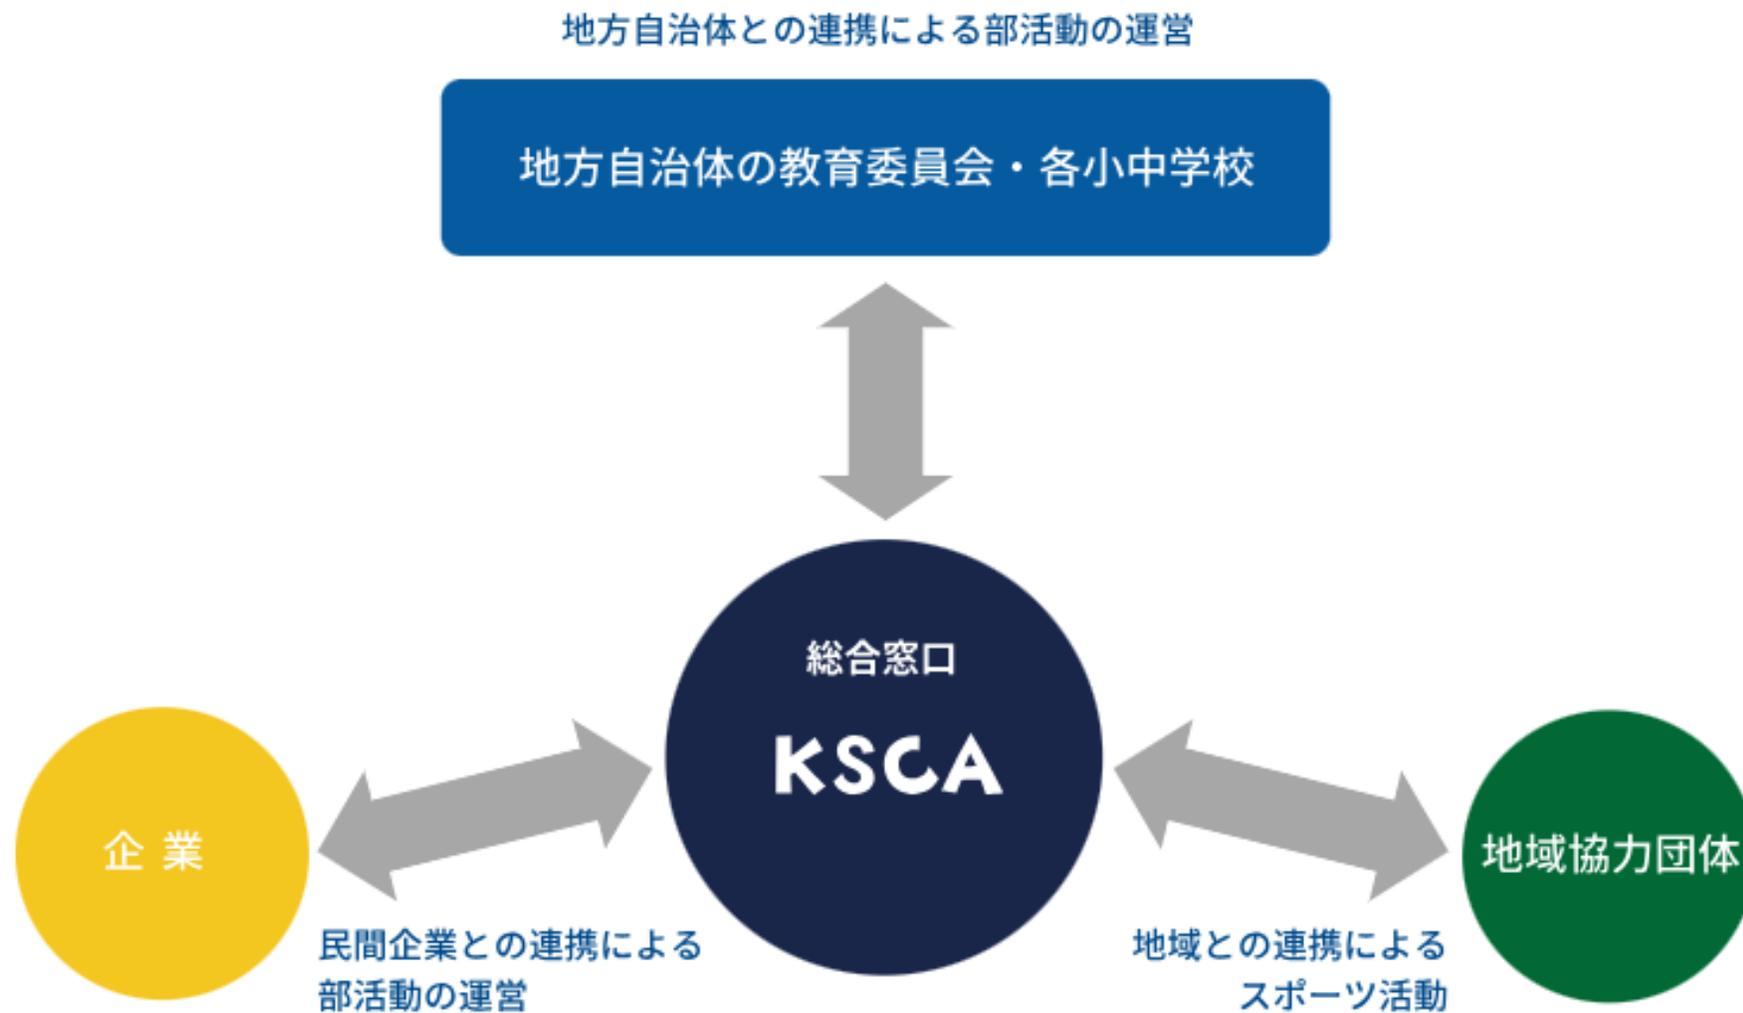 地方自治体との連携による部活動の運営
地方自治体の教育委員会・各小中学校
総合窓口
KSCA
企 業
地域協力団体
民間企業との連携による
部活動の運営
地域との連携による
スポーツ活動